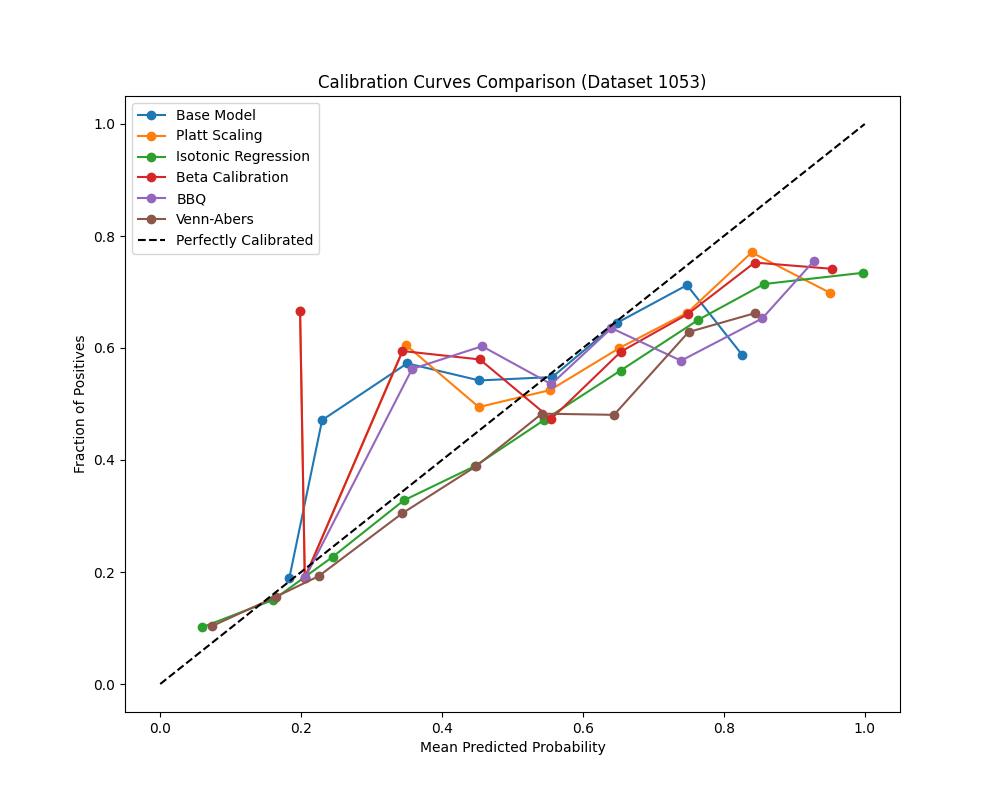 Calibration Curves Comparison (Dataset 1053)
Base Model
Platt Scaling
Isotonic Regression
Beta Calibration
BBQ
Venn-Abers
Perfectly Calibrated
1.0
0.8
0.6
0.4
0.2
0.0
Fraction of Positives
0.0 0.2 0.4 0.6 0.8 1.0
Mean Predicted Probability